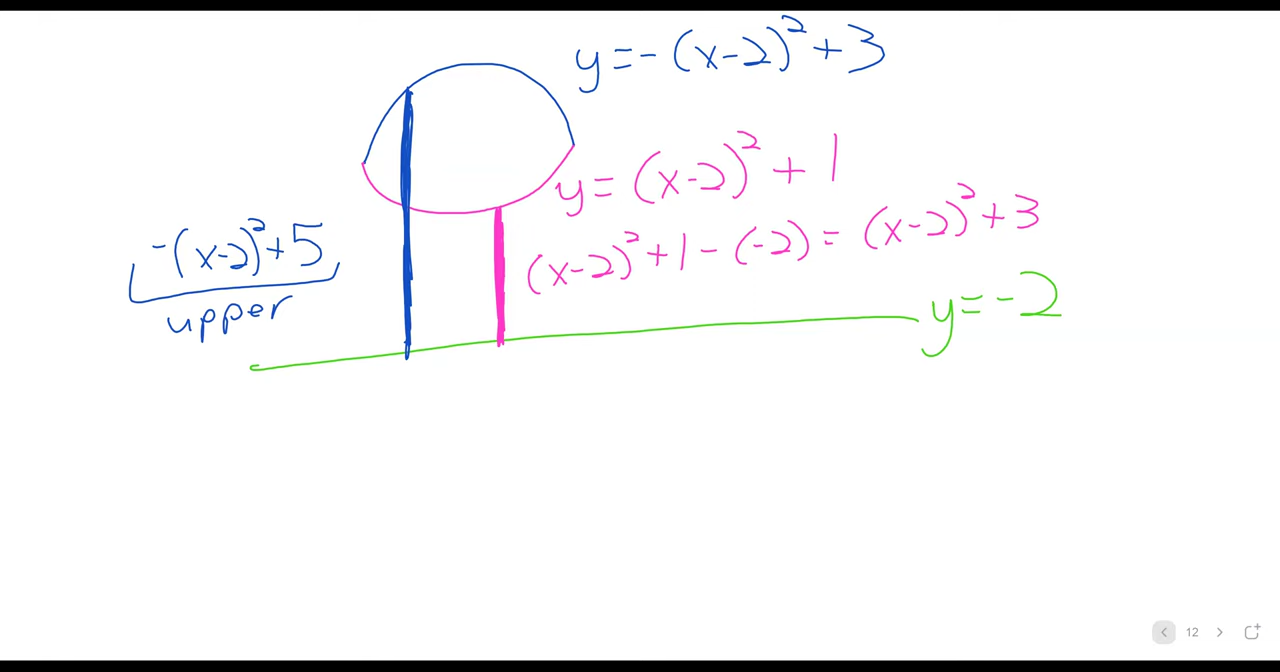 y = - (x-2)² + 3
y = (x-2)² + 1
-(x-2)² + 5
upper
(x-2)² + 1 - (-2) = (x-2)² + 3
y = -2
12